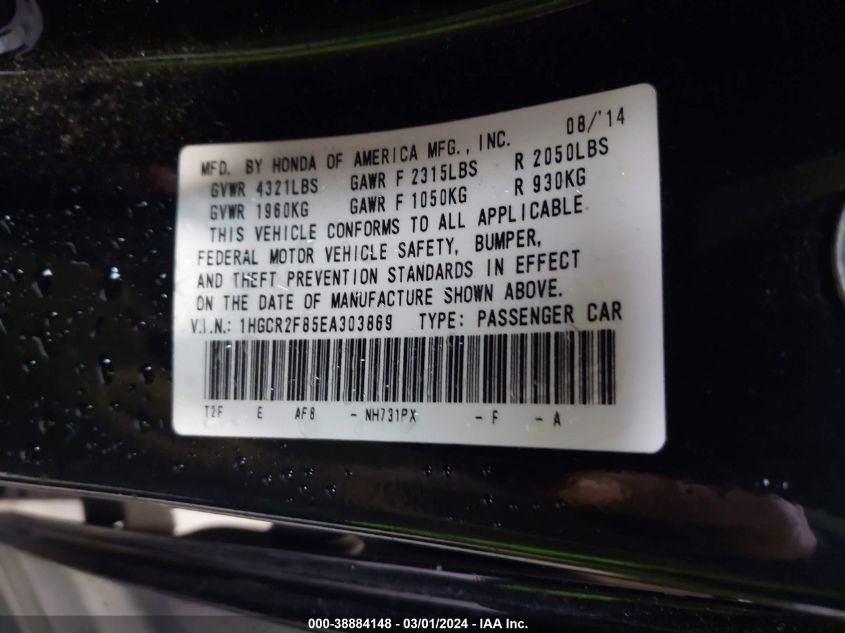 08/'14
MFD. BY HONDA OF AMERICA MFG., INC.
GVWR 4321LBS GAWR F 2315LBS R 2050LBS
GVWR 1960KG GAWR F 1050KG R 930KG
THIS VEHICLE CONFORMS TO ALL APPLICABLE
FEDERAL MOTOR VEHICLE SAFETY, BUMPER,
AND THEFT PREVENTION STANDARDS IN EFFECT
ON THE DATE OF MANUFACTURE SHOWN ABOVE.
V.I.N.: 1HGCR2F85EA303869 TYPE: PASSENGER CAR
T2F E AF8 - NH731PX - F - A
000-38884148 - 03/01/2024 - IAA Inc.